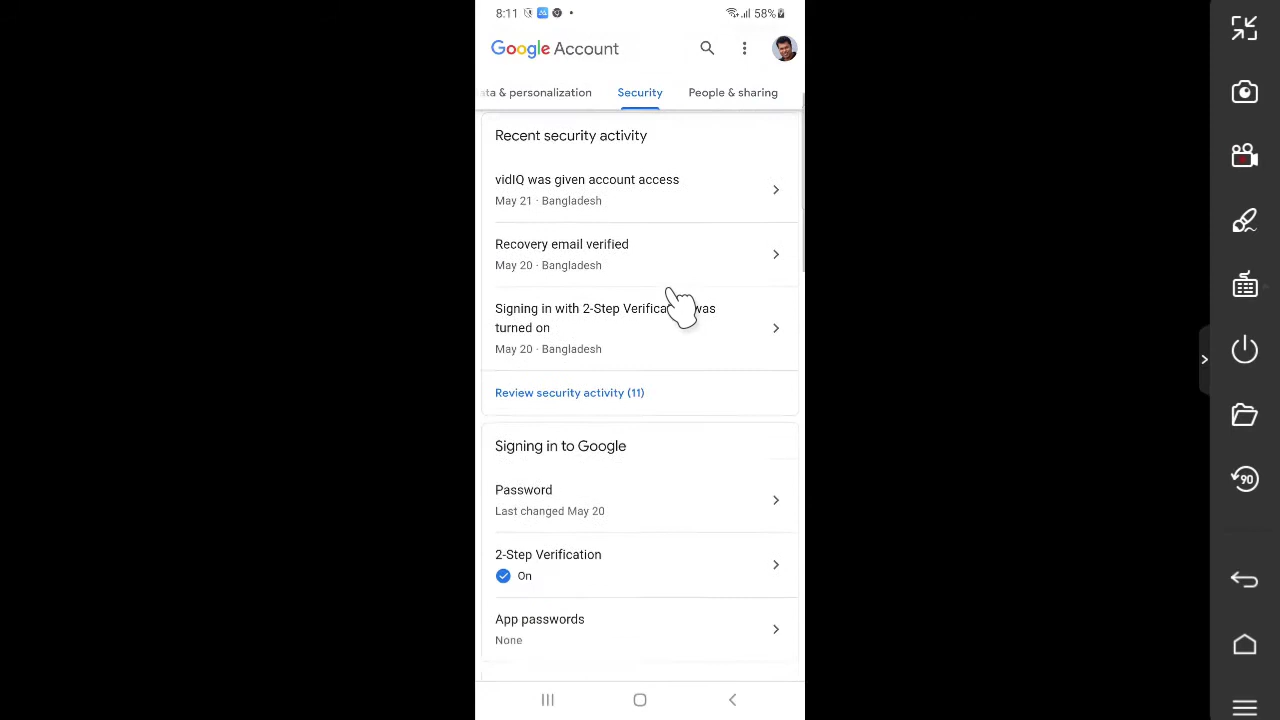 8:11
58%
Google Account
ata & personalization Security People & sharing
Recent security activity
vidIQ was given account access
May 21 · Bangladesh
Recovery email verified
May 20 · Bangladesh
Signing in with 2-Step Verifica was
turned on
May 20 · Bangladesh
Review security activity (11)
Signing in to Google
Password
Last changed May 20
2-Step Verification
On
App passwords
None
90